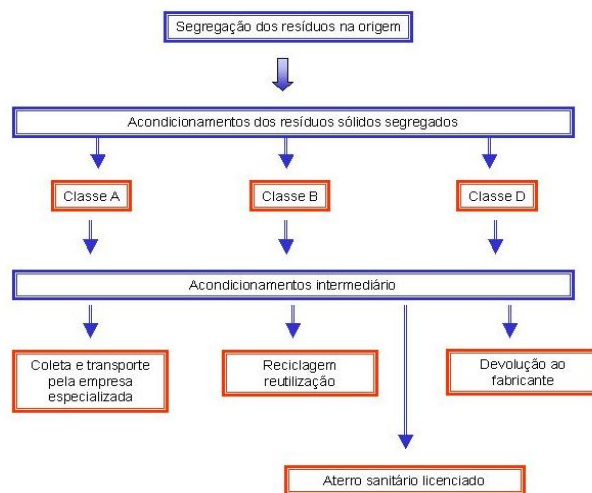 Segregação dos resíduos na origem
Acondicionamentos dos resíduos sólidos segregados
Classe A
Classe B
Classe D
Acondicionamentos intermediário
Coleta e transporte
pela empresa
especializada
Reciclagem
reutilização
Devolução ao
fabricante
Aterro sanitário licenciado